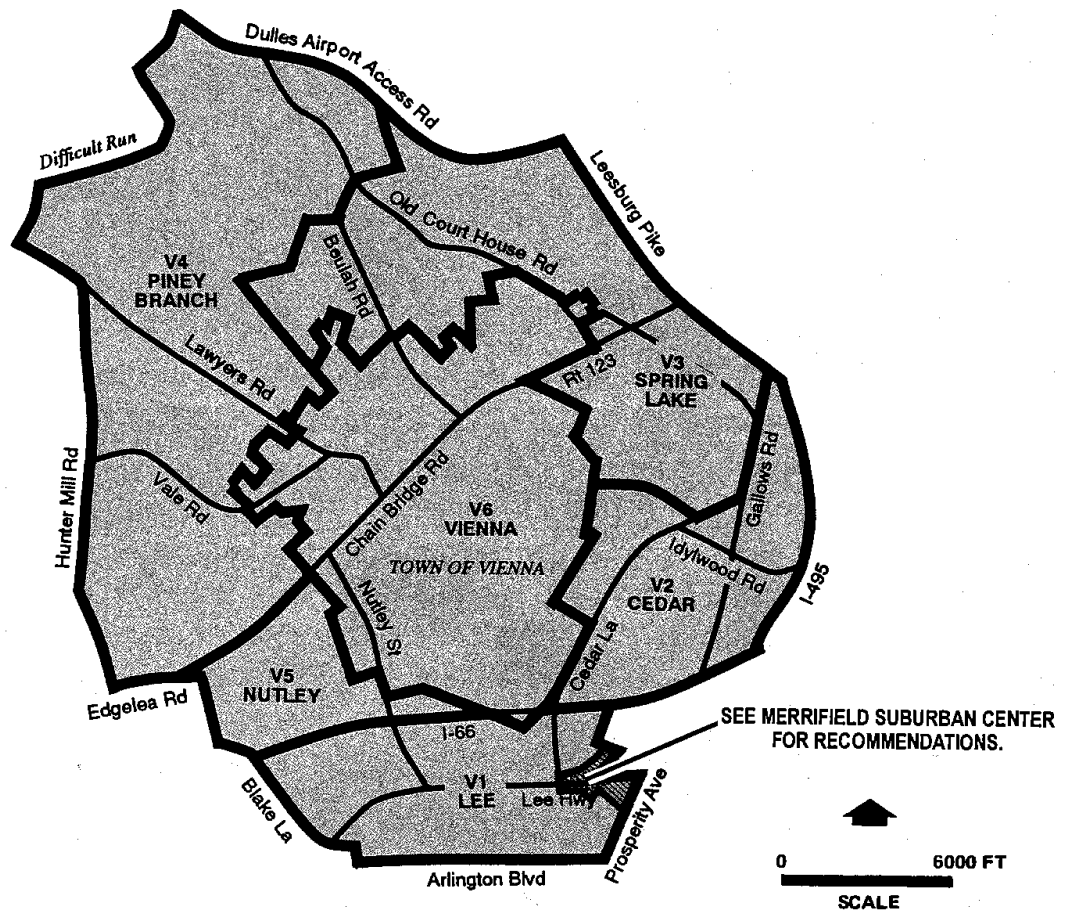 Dulles Airport Access Rd
Difficult Run
Leesburg Pike
Old Court House Rd
Beulah Rd
V4
PINEY
BRANCH
Lawyers Rd
Rt 123
V3
SPRING
LAKE
Hunter Mill Rd
Vale Rd
Chain Bridge Rd
Gallows Rd
V6
VIENNA
TOWN OF VIENNA
Idylwood Rd
I-495
V2
CEDAR
Nutley St
Cedar La
V5
NUTLEY
Edgelea Rd
SEE MERRIFIELD SUBURBAN CENTER
FOR RECOMMENDATIONS.
I-66
V1
LEE
Lee Hwy
Blake La
Prosperity Ave
Arlington Blvd
0 6000 FT
SCALE